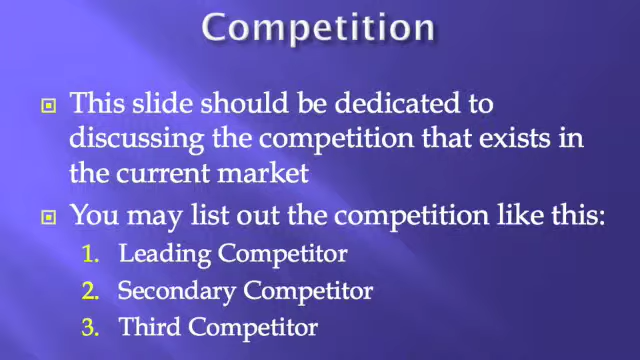 Competition
This slide should be dedicated to
discussing the competition that exists in
the current market
You may list out the competition like this:
1. Leading Competitor
2. Secondary Competitor
3. Third Competitor